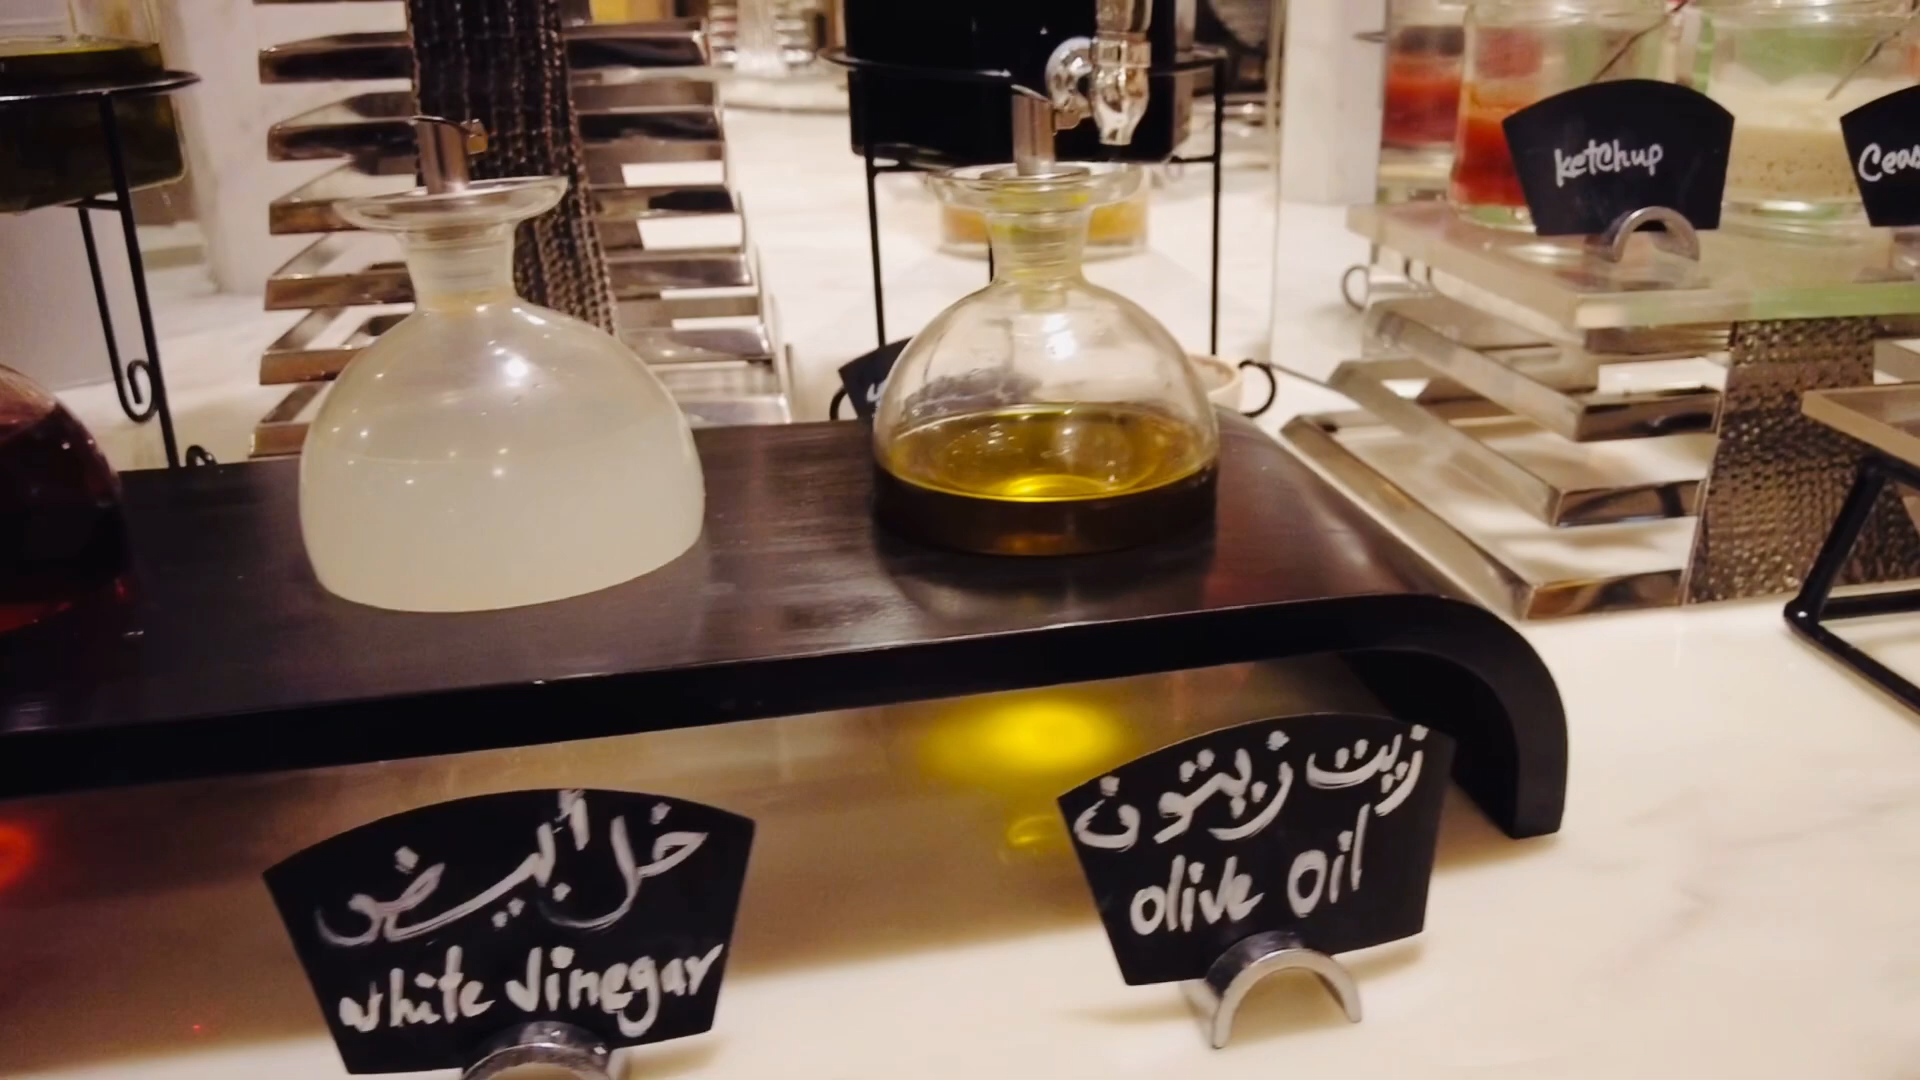 ketchup
خل أبيض
white vinegar
زيت زيتون
olive oil